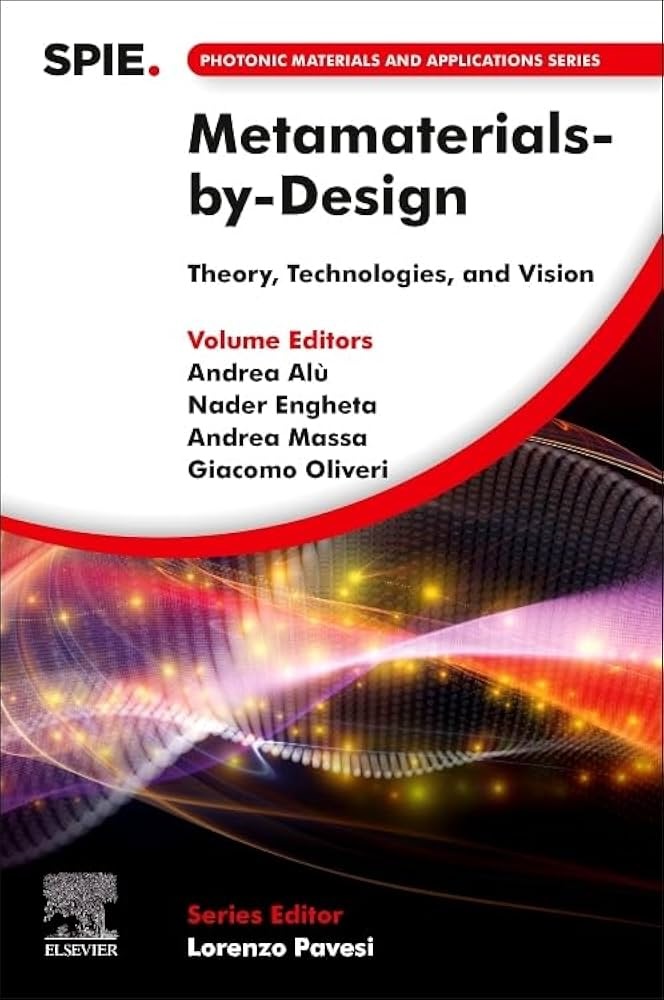 SPIE.
PHOTONIC MATERIALS AND APPLICATIONS SERIES
Metamaterials-
by-Design
Theory, Technologies, and Vision
Volume Editors
Andrea Alù
Nader Engheta
Andrea Massa
Giacomo Oliveri
Series Editor
Lorenzo Pavesi
ELSEVIER